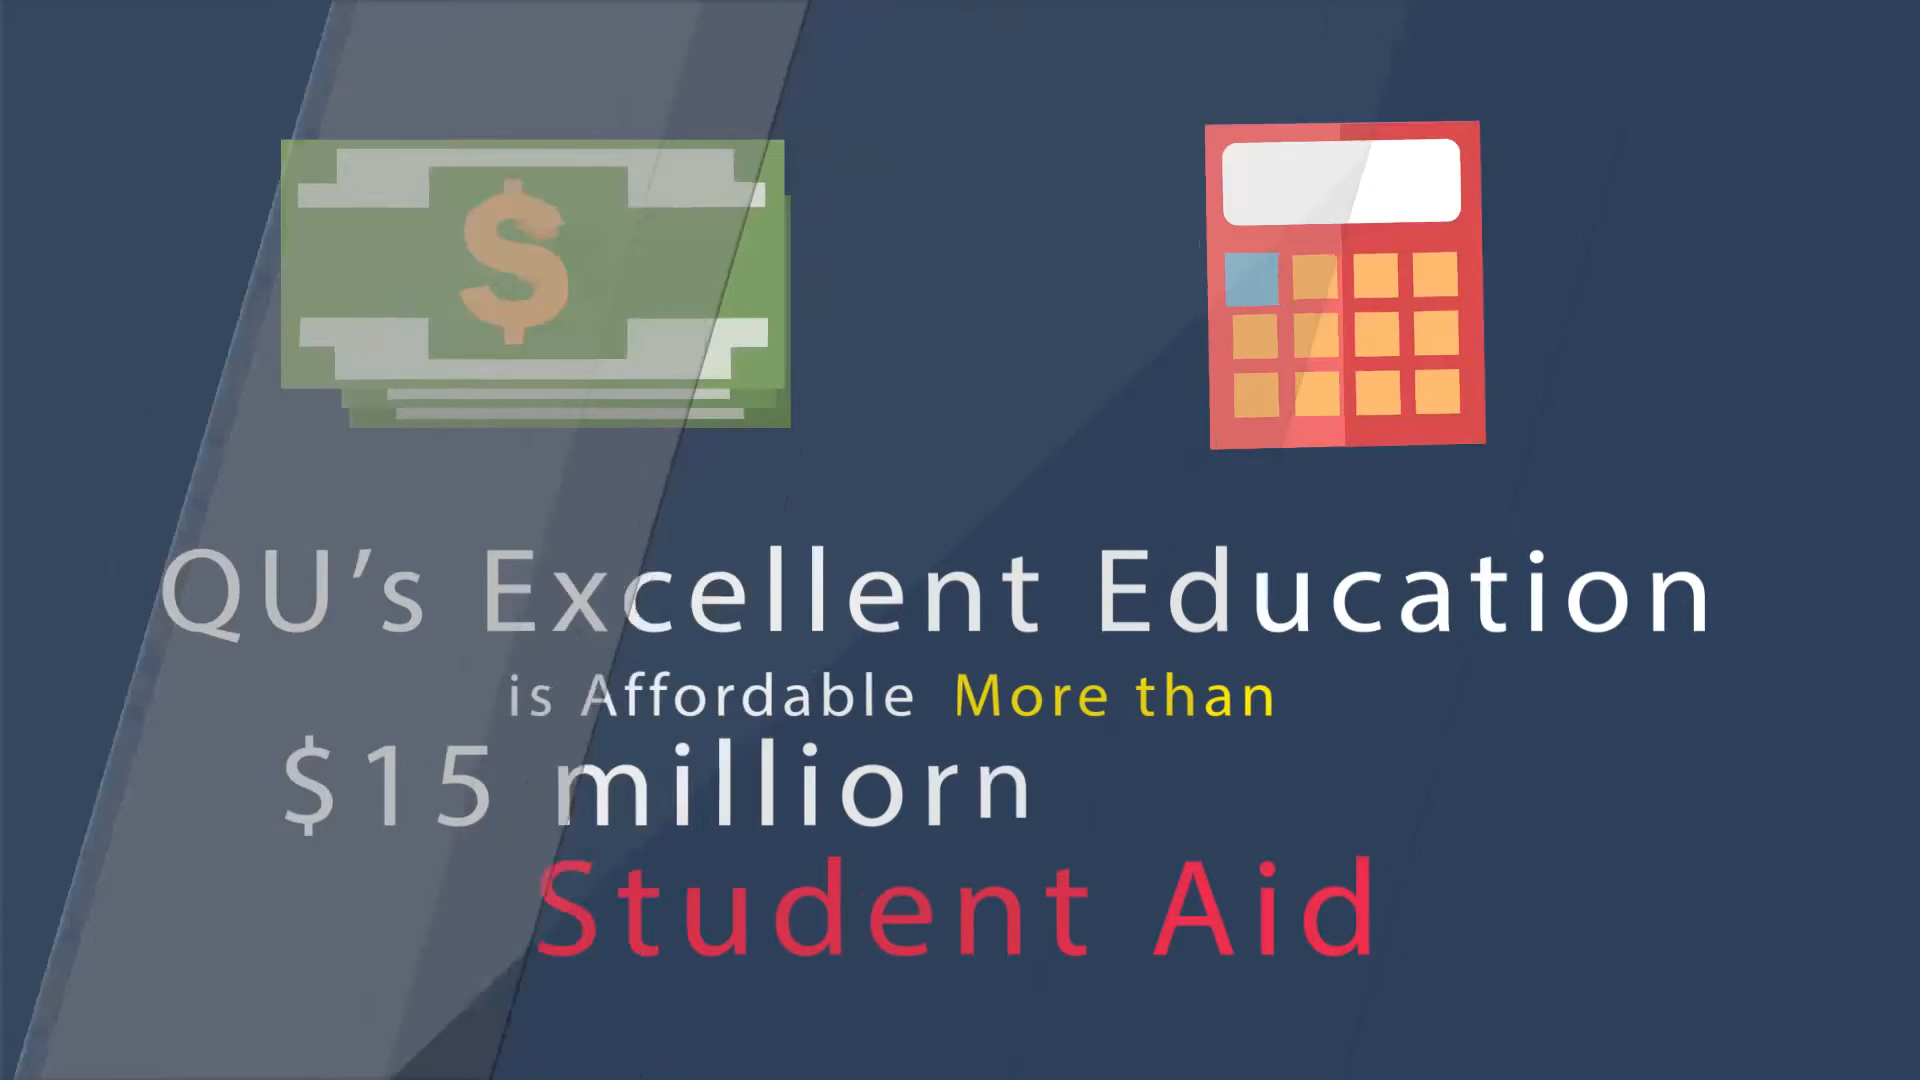 $
QU’s Excellent Education
is Affordable More than
$15 milliorn
Student Aid